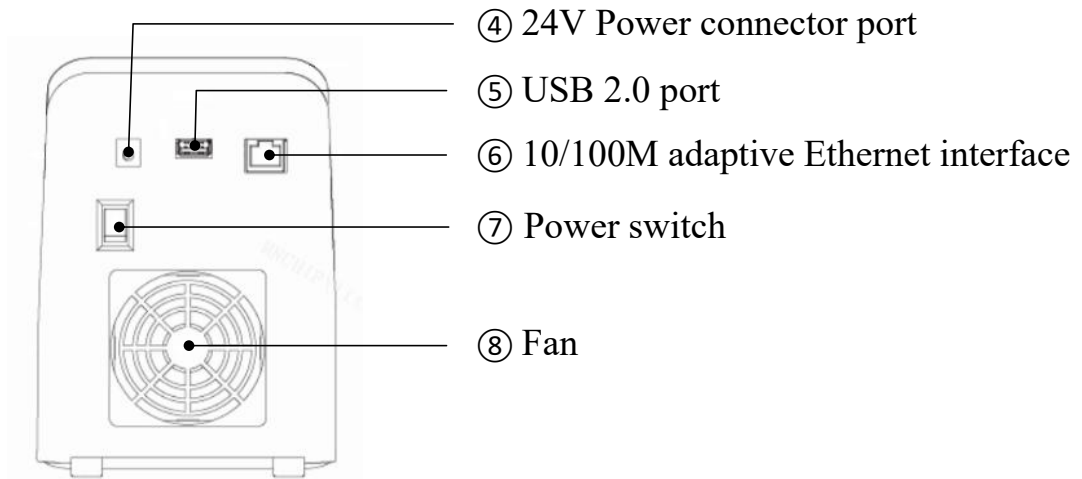 ④ 24V Power connector port
⑤ USB 2.0 port
⑥ 10/100M adaptive Ethernet interface
⑦ Power switch
⑧ Fan